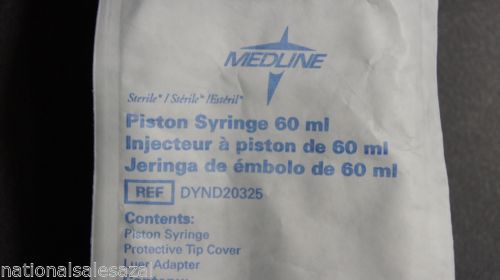 MEDLINE
Sterile*/Stérile*/Estéril*
Piston Syringe 60 ml
Injecteur à piston de 60 ml
Jeringa de émbolo de 60 ml
REF DYND20325
Contents:
Piston Syringe
Protective Tip Cover
Luer Adapter
nationalsalesazal